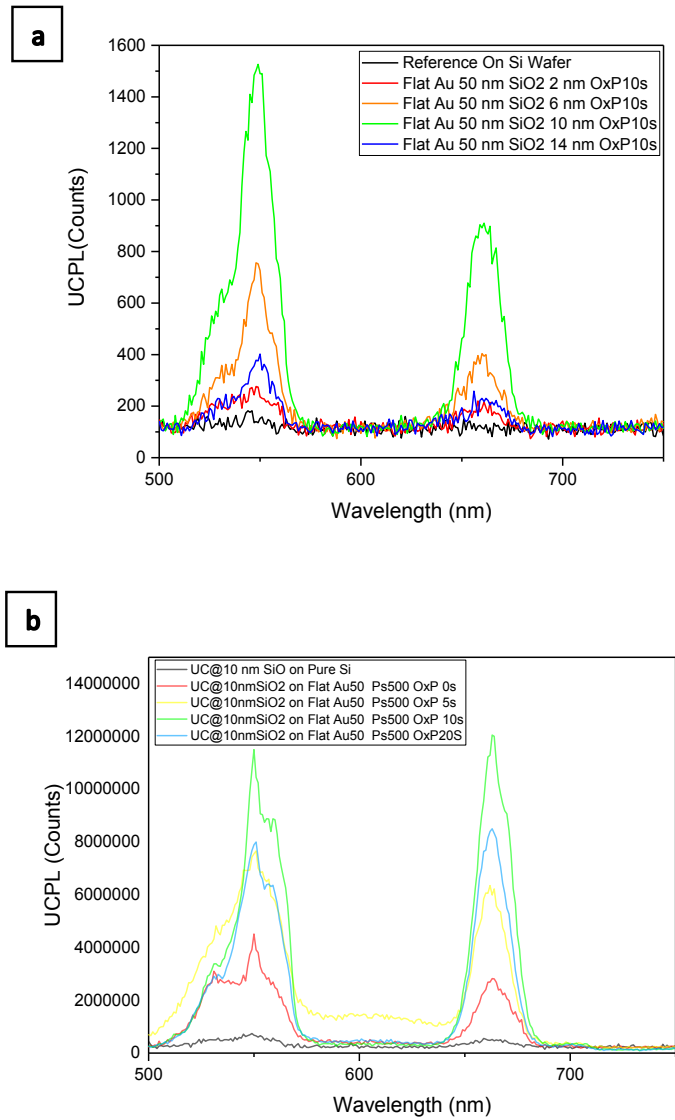 a
1600
1400
1200
1000
800
600
400
200
0
500
600
700
UCPL(Counts)
Wavelength (nm)
Reference On Si Wafer
Flat Au 50 nm SiO2 2 nm OxP10s
Flat Au 50 nm SiO2 6 nm OxP10s
Flat Au 50 nm SiO2 10 nm OxP10s
Flat Au 50 nm SiO2 14 nm OxP10s
b
14000000
12000000
10000000
8000000
6000000
4000000
2000000
0
500
600
700
UCPL (Counts)
Wavelength (nm)
UC@10 nm SiO on Pure Si
UC@10nmSiO2 on Flat Au50 Ps500 OxP 0s
UC@10nmSiO2 on Flat Au50 Ps500 OxP 5s
UC@10nmSiO2 on Flat Au50 Ps500 OxP 10s
UC@10nmSiO2 on Flat Au50 Ps500 OxP20S